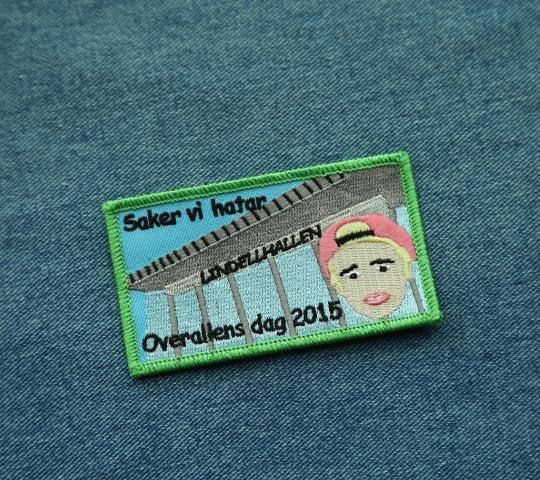 Saker vi hatar
LINDELLHALLEN
Overallens dag 2015